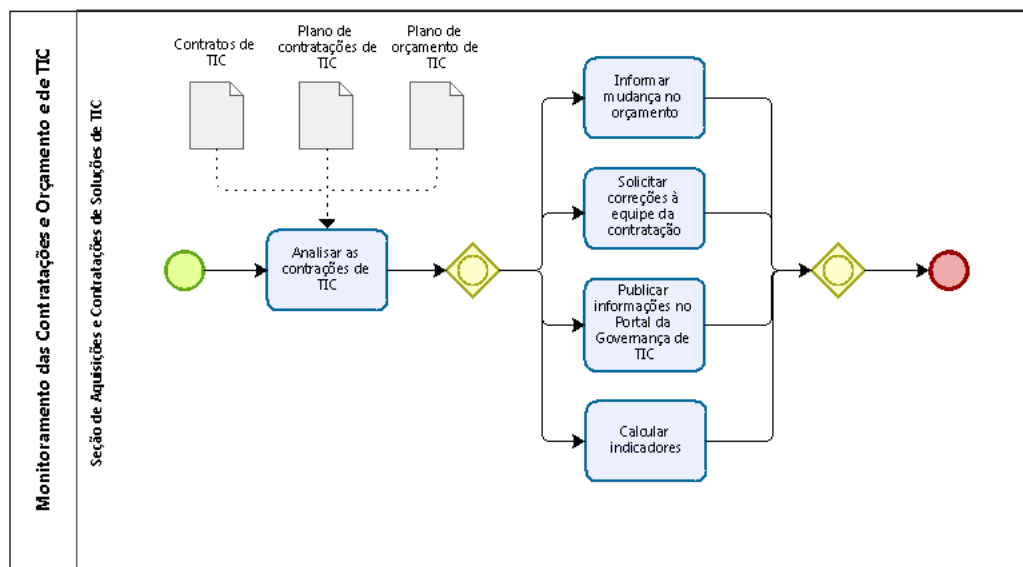 Monitoramento das Contratações e Orçamento e de TIC
Seção de Aquisições e Contratações de Soluções de TIC
Contratos de
TIC
Plano de
contratações de
TIC
Plano de
orçamento de
TIC
Analisar as
contrações de
TIC
Informar
mudança no
orçamento
Solicitar
correções à
equipe da
contratação
Publicar
informações no
Portal da
Governança de
TIC
Calcular
indicadores